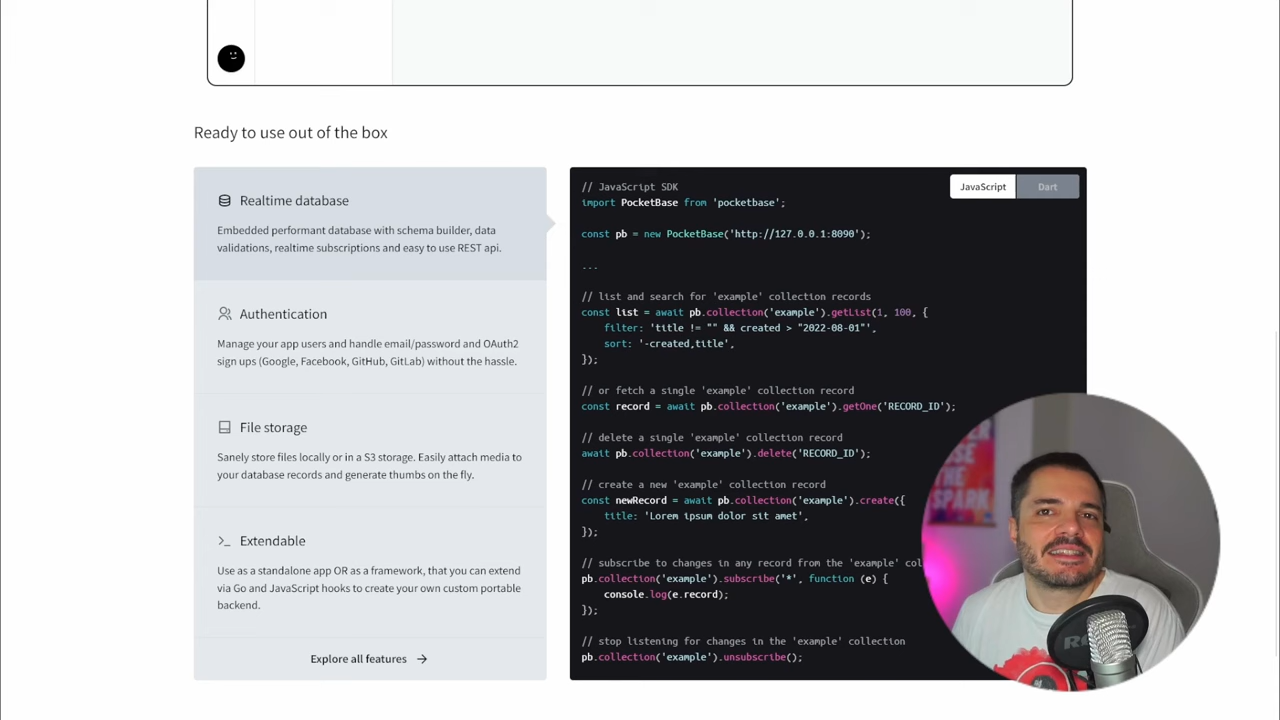 Ready to use out of the box
Realtime database
Embedded performant database with schema builder, data
validations, realtime subscriptions and easy to use REST api.
Authentication
Manage your app users and handle email/password and OAuth2
sign ups (Google, Facebook, GitHub, GitLab) without the hassle.
File storage
Sanely store files locally or in a S3 storage. Easily attach media to
your database records and generate thumbs on the fly.
Extendable
Use as a standalone app OR as a framework, that you can extend
via Go and JavaScript hooks to create your own custom portable
backend.
Explore all features
JavaScript
Dart
// JavaScript SDK
import PocketBase from 'pocketbase';
const pb = new PocketBase('http://127.0.0.1:8090');
...
// list and search for 'example' collection records
const list = await pb.collection('example').getList(1, 100, {
filter: 'title != "" && created > "2022-08-01"',
sort: '-created,title',
});
// or fetch a single 'example' collection record
const record = await pb.collection('example').getOne('RECORD_ID');
// delete a single 'example' collection record
await pb.collection('example').delete('RECORD_ID');
// create a new 'example' collection record
const newRecord = await pb.collection('example').create({
title: 'Lorem ipsum dolor sit amet',
});
// subscribe to changes in any record from the 'example' col
pb.collection('example').subscribe('*', function (e) {
console.log(e.record);
});
// stop listening for changes in the 'example' collection
pb.collection('example').unsubscribe();
THE
SPARK